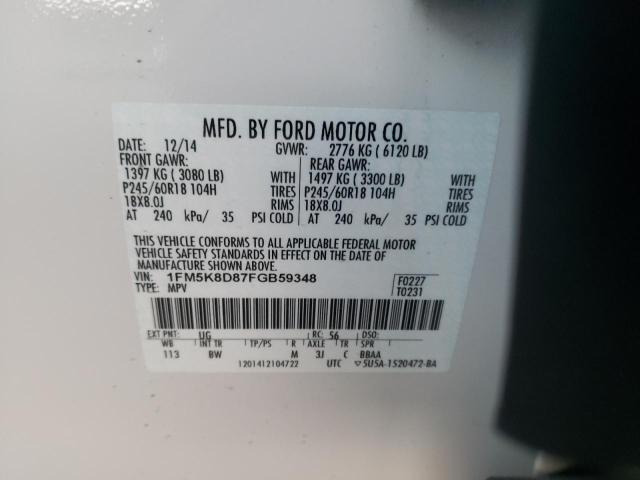 MFD. BY FORD MOTOR CO.
DATE: 12/14 GVWR: 2776 KG ( 6120 LB)
FRONT GAWR: REAR GAWR:
1397 KG ( 3080 LB) WITH 1497 KG ( 3300 LB) WITH
P245/60R18 104H TIRES P245/60R18 104H TIRES
18X8.0J RIMS 18X8.0J RIMS
AT 240 kPa/ 35 PSI COLD AT 240 kPa/ 35 PSI COLD
THIS VEHICLE CONFORMS TO ALL APPLICABLE FEDERAL MOTOR
VEHICLE SAFETY STANDARDS IN EFFECT ON THE DATE OF
MANUFACTURE SHOWN ABOVE.
VIN: 1FM5K8D87FGB59348 F0227
TYPE: MPV T0231
EXT PNT: UG RC: 56 DSO:
WB INT TR TP/PS R AXLE TR SPR
113 BW M 3J C BBAA
1201412104722 UTC 5U5A-1520472-BA